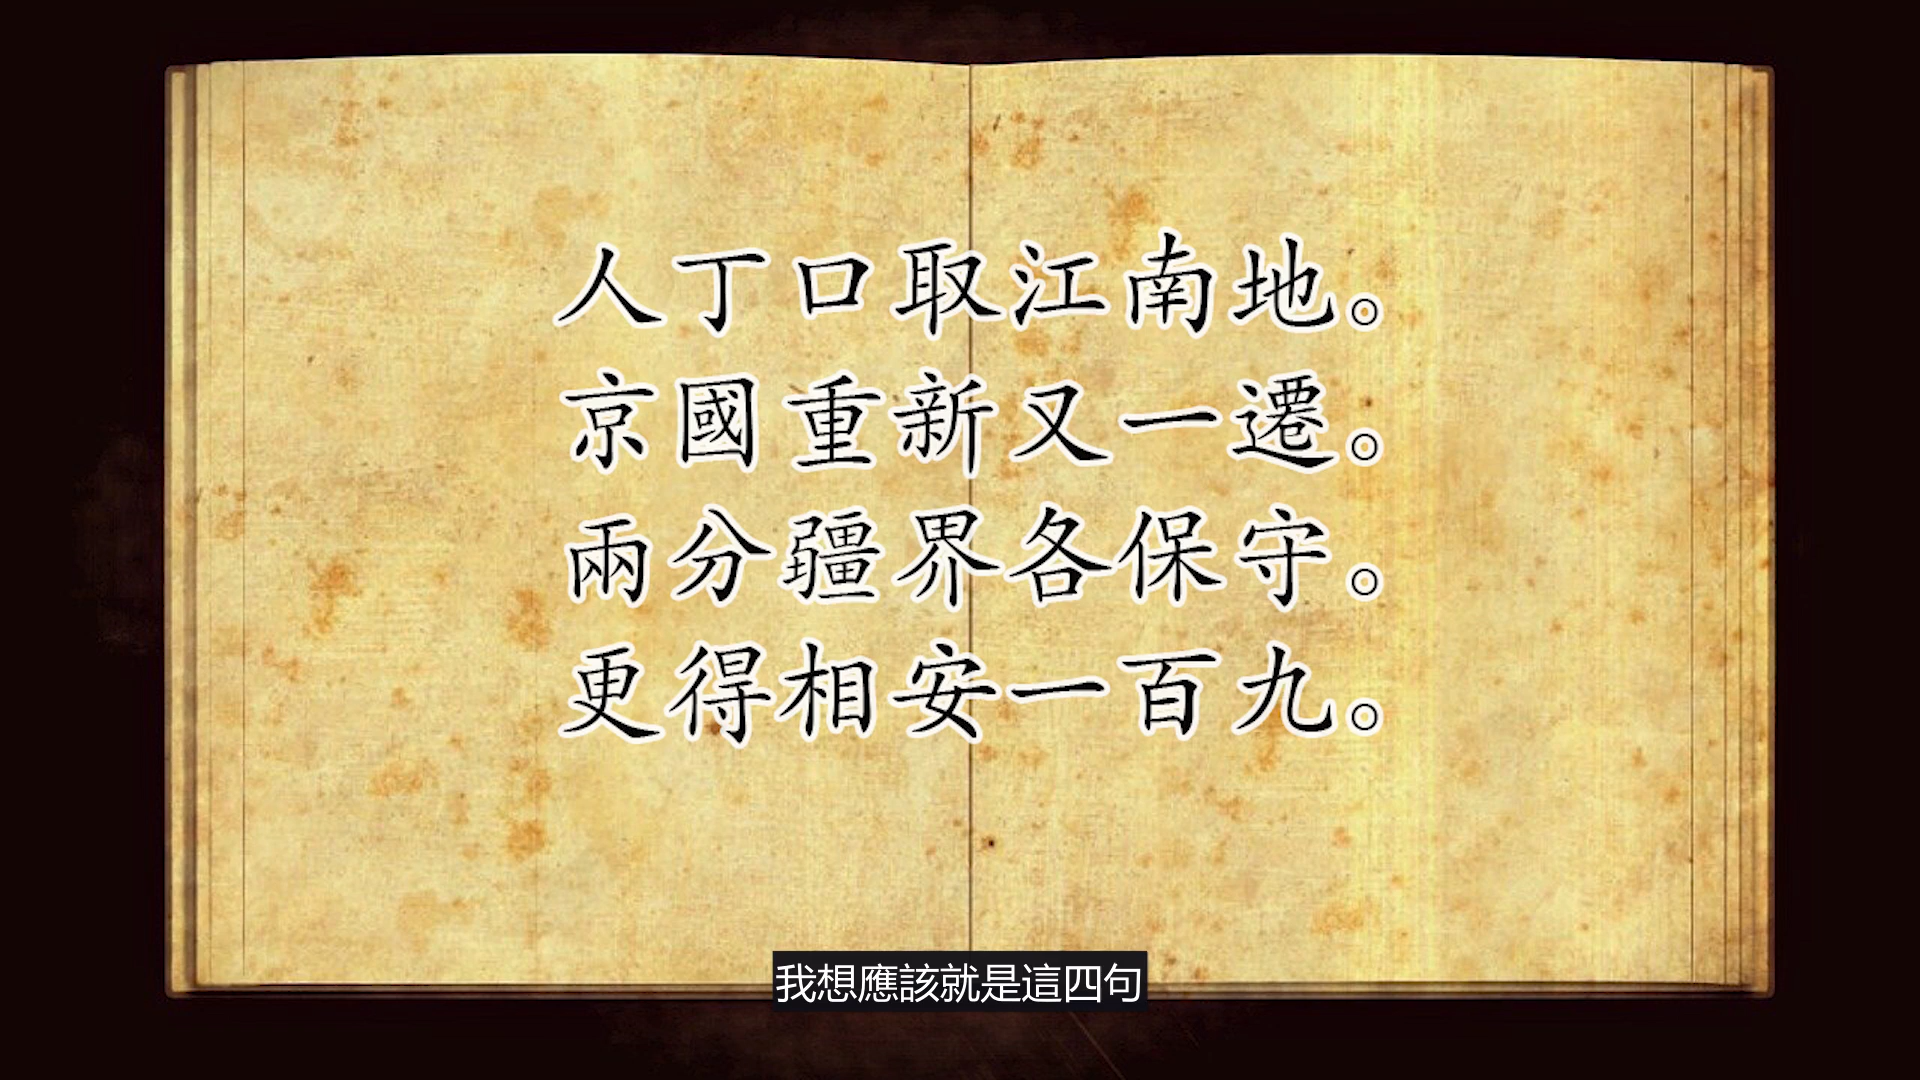 人丁口取江南地。
京國重新又一遷。
兩分疆界各保守。
更得相安一百九。
我想應該就是這四句